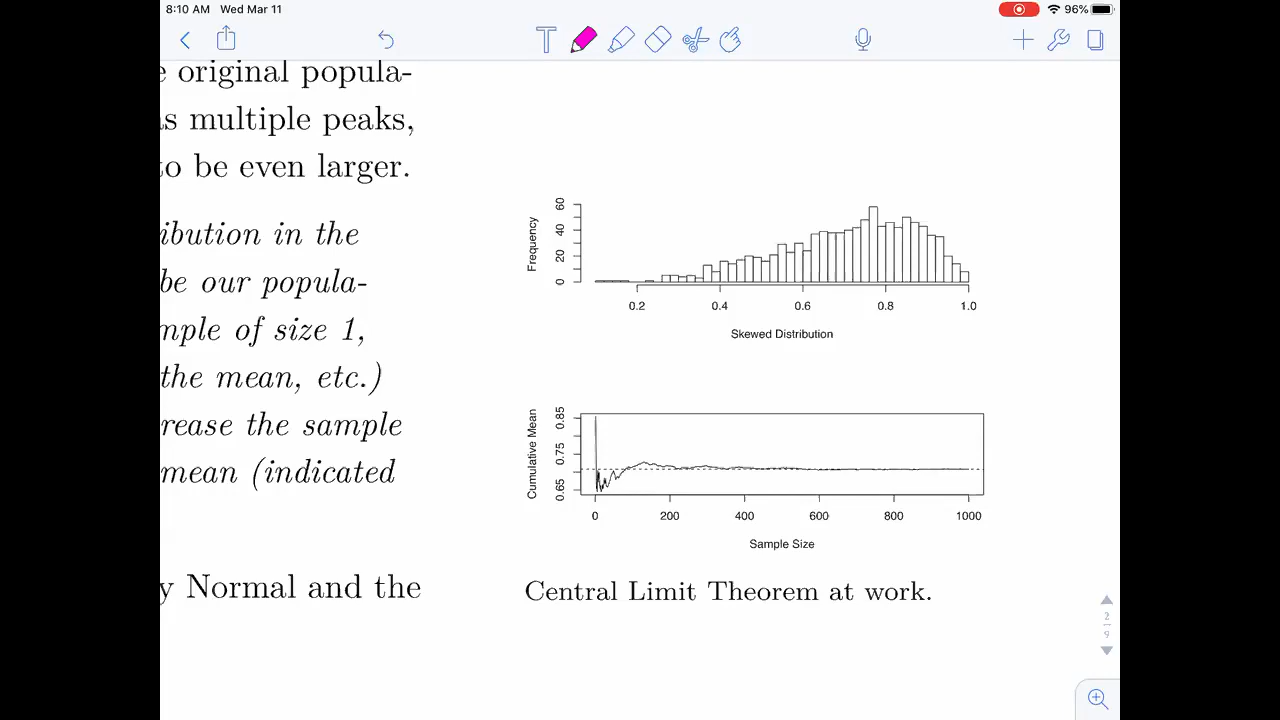 8:10 AM Wed Mar 11
96%
e original popula-
as multiple peaks,
to be even larger.
ibution in the
be our popula-
mple of size 1,
the mean, etc.)
rease the sample
mean (indicated
y Normal and the
Frequency
0 20 40 60
0.2 0.4 0.6 0.8 1.0
Skewed Distribution
Cumulative Mean
0.65 0.75 0.85
0 200 400 600 800 1000
Sample Size
Central Limit Theorem at work.
2
9